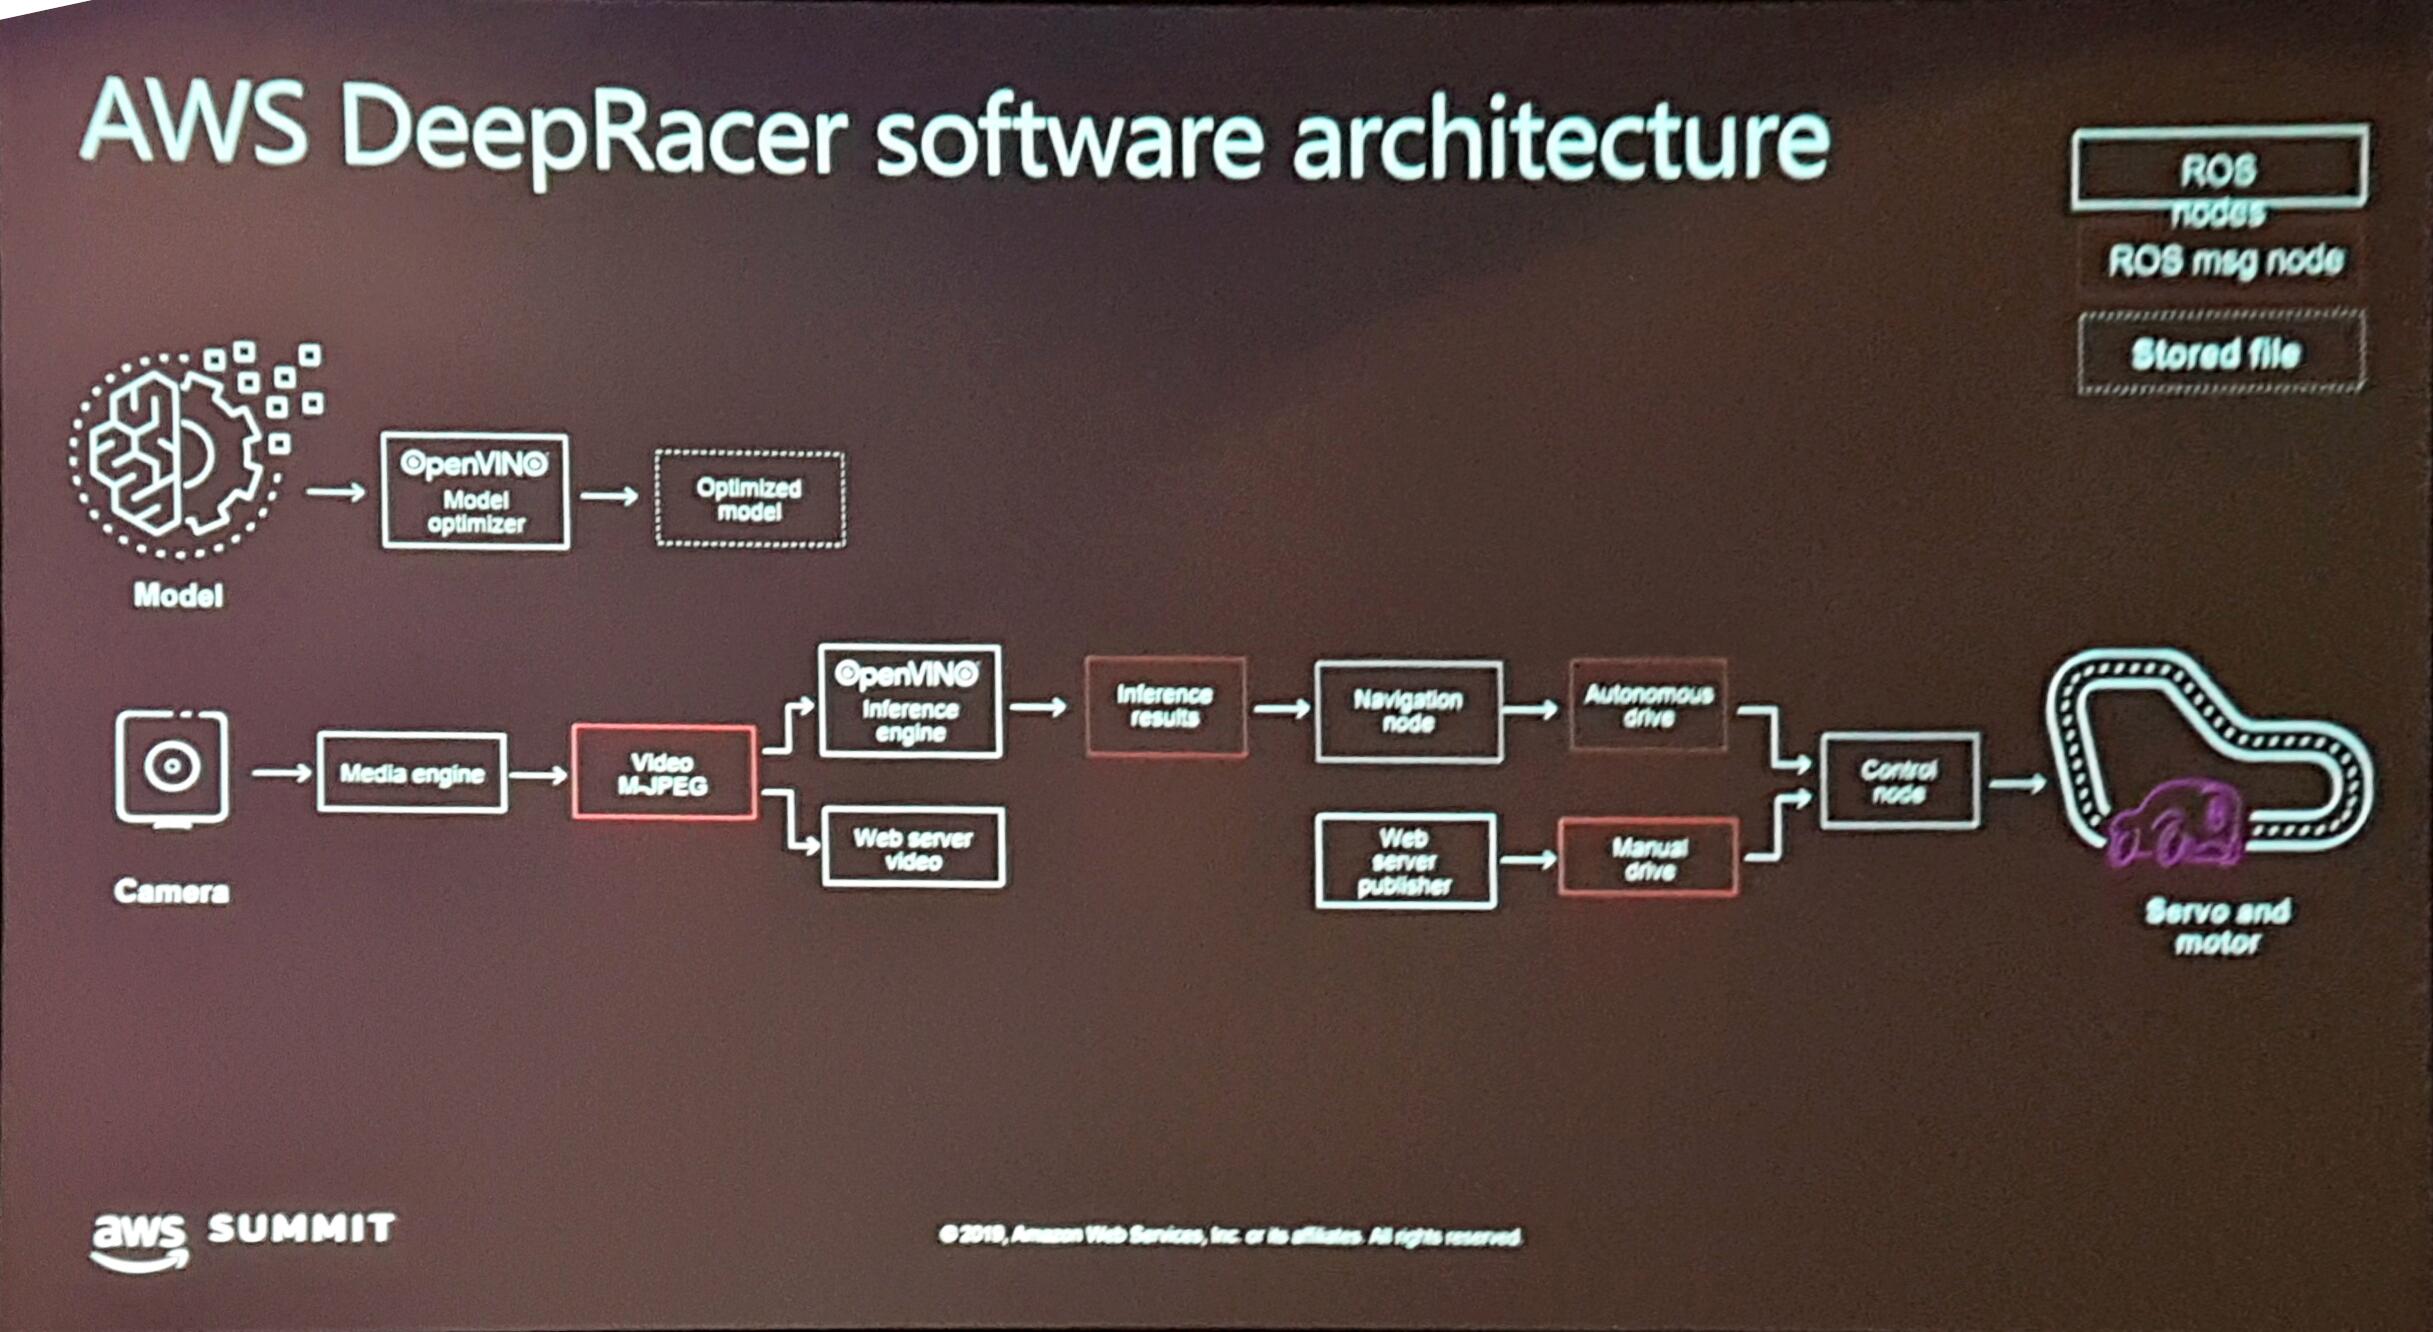 AWS DeepRacer software architecture
ROS
nodes
ROS msg node
Stored file
OpenVINO
Model
optimizer
Optimized
model
Model
OpenVINO
Inference
engine
Inference
results
Navigation
node
Autonomous
drive
Media engine
Video
M-JPEG
Control
node
Web server
video
Web
server
publisher
Manual
drive
Camera
Servo and
motor
aws SUMMIT
© 2019, Amazon Web Services, Inc. or its affiliates. All rights reserved.